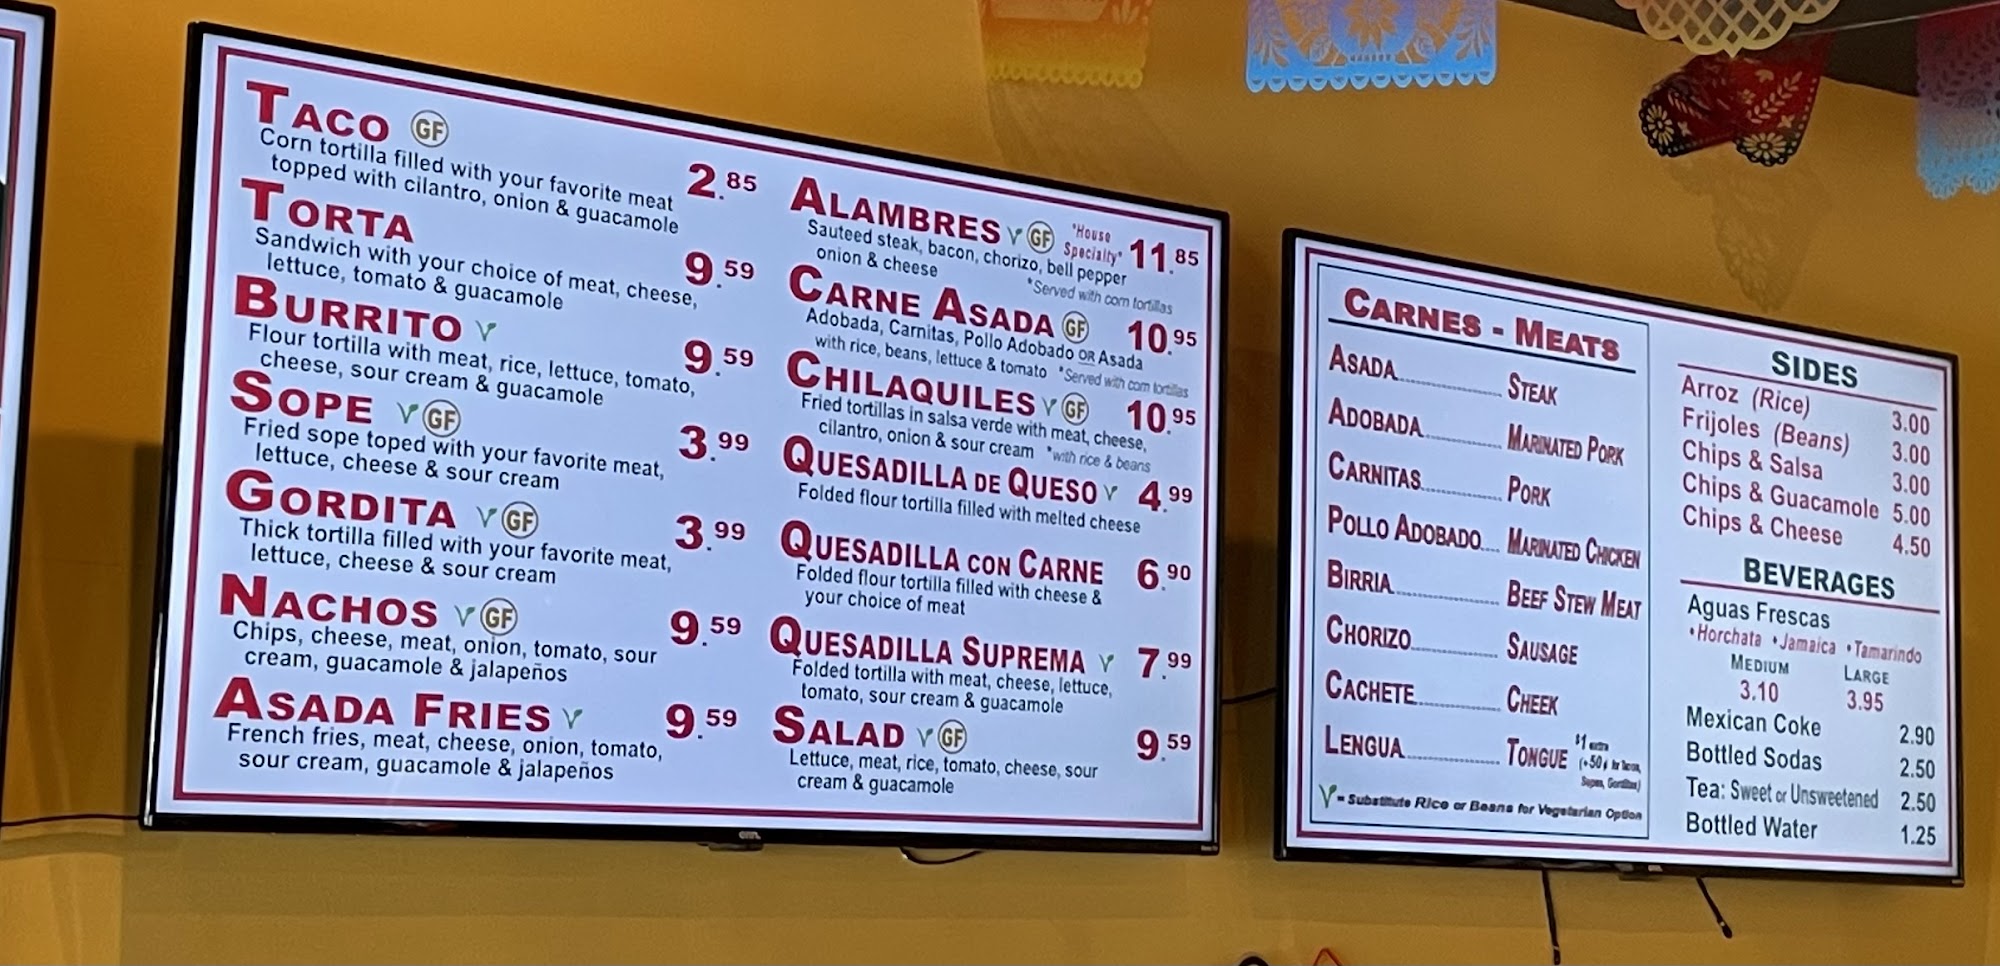 TACO GF
Corn tortilla filled with your favorite meat
topped with cilantro, onion & guacamole
2.85
TORTA
Sandwich with your choice of meat, cheese,
lettuce, tomato & guacamole
9.59
BURRITO V
Flour tortilla with meat, rice, lettuce, tomato,
cheese, sour cream & guacamole
9.59
SOPE V GF
Fried sope toped with your favorite meat,
lettuce, cheese & sour cream
3.99
GORDITA V GF
Thick tortilla filled with your favorite meat,
lettuce, cheese & sour cream
3.99
NACHOS V GF
Chips, cheese, meat, onion, tomato, sour
cream, guacamole & jalapeños
9.59
ASADA FRIES V
French fries, meat, cheese, onion, tomato,
sour cream, guacamole & jalapeños
9.59
ALAMBRES V GF *House
Specialty* 11.85
Sauteed steak, bacon, chorizo, bell pepper
onion & cheese *Served with corn tortillas
CARNE ASADA GF 10.95
Adobada, Carnitas, Pollo Adobado OR Asada
with rice, beans, lettuce & tomato *Served with corn tortillas
CHILAQUILES V GF 10.95
Fried tortillas in salsa verde with meat, cheese,
cilantro, onion & sour cream *with rice & beans
QUESADILLA DE QUESO V 4.99
Folded flour tortilla filled with melted cheese
QUESADILLA CON CARNE 6.90
Folded flour tortilla filled with cheese &
your choice of meat
QUESADILLA SUPREMA V 7.99
Folded tortilla with meat, cheese, lettuce,
tomato, sour cream & guacamole
SALAD V GF 9.59
Lettuce, meat, rice, tomato, cheese, sour
cream & guacamole
CARNES - MEATS
ASADA STEAK
ADOBADA MARINATED PORK
CARNITAS PORK
POLLO ADOBADO MARINATED CHICKEN
BIRRIA BEEF STEW MEAT
CHORIZO SAUSAGE
CACHETE CHEEK
LENGUA TONGUE $1 extra
(+50¢ for Tacos,
Sopes, Gorditas)
V = Substitute Rice or Beans for Vegetarian Option
SIDES
Arroz (Rice) 3.00
Frijoles (Beans) 3.00
Chips & Salsa 3.00
Chips & Guacamole 5.00
Chips & Cheese 4.50
BEVERAGES
Aguas Frescas
•Horchata •Jamaica •Tamarindo
MEDIUM LARGE
3.10 3.95
Mexican Coke 2.90
Bottled Sodas 2.50
Tea: Sweet or Unsweetened 2.50
Bottled Water 1.25